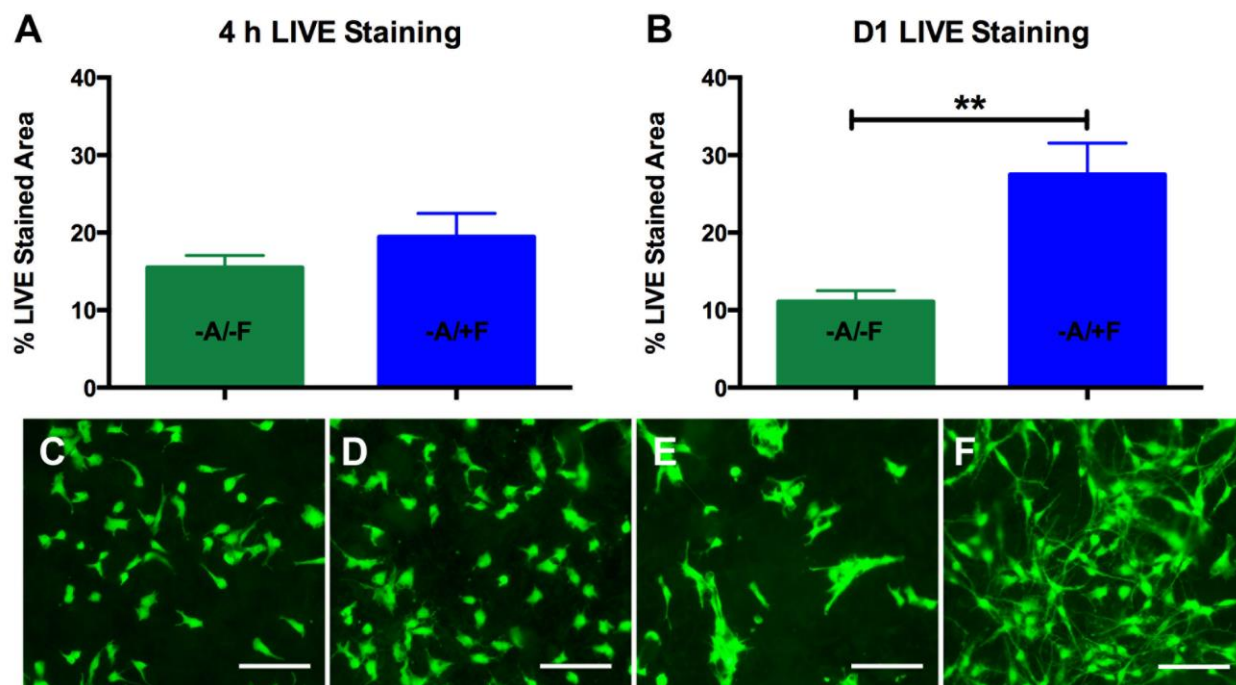 A 4 h LIVE Staining
% LIVE Stained Area
40
30
20
10
0
-A/-F
-A/+F
B D1 LIVE Staining
% LIVE Stained Area
40
30
20
10
0
**
-A/-F
-A/+F
C
D
E
F